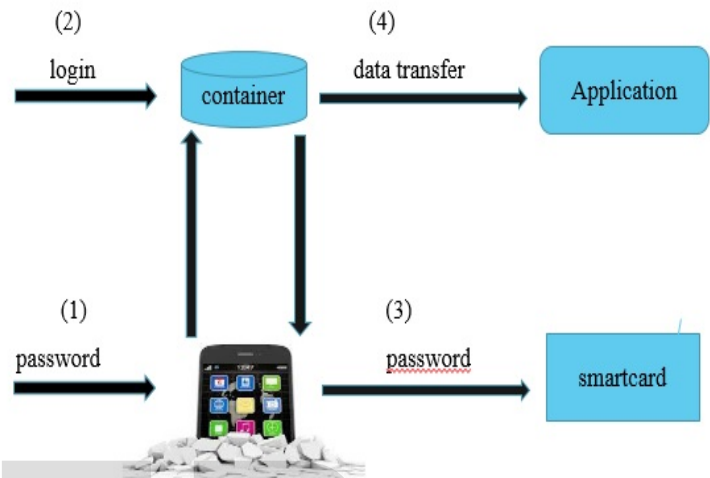 (2)
(4)
login
data transfer
container
Application
(1)
(3)
password
password
smartcard